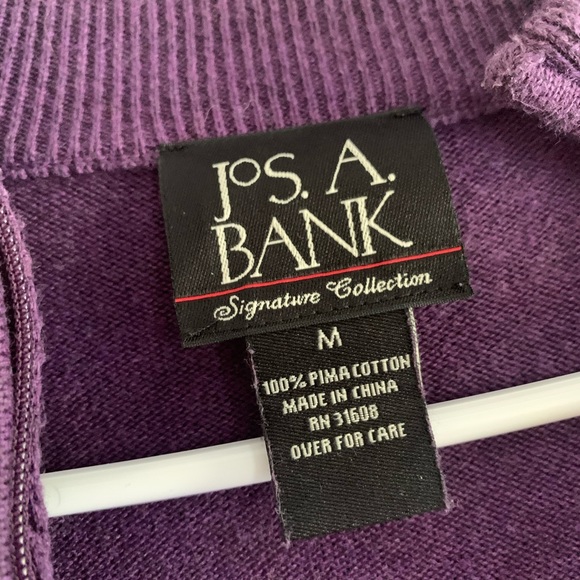 JoS. A.
BANK
Signature Collection
M
100% PIMA COTTON
MADE IN CHINA
RN 31608
OVER FOR CARE